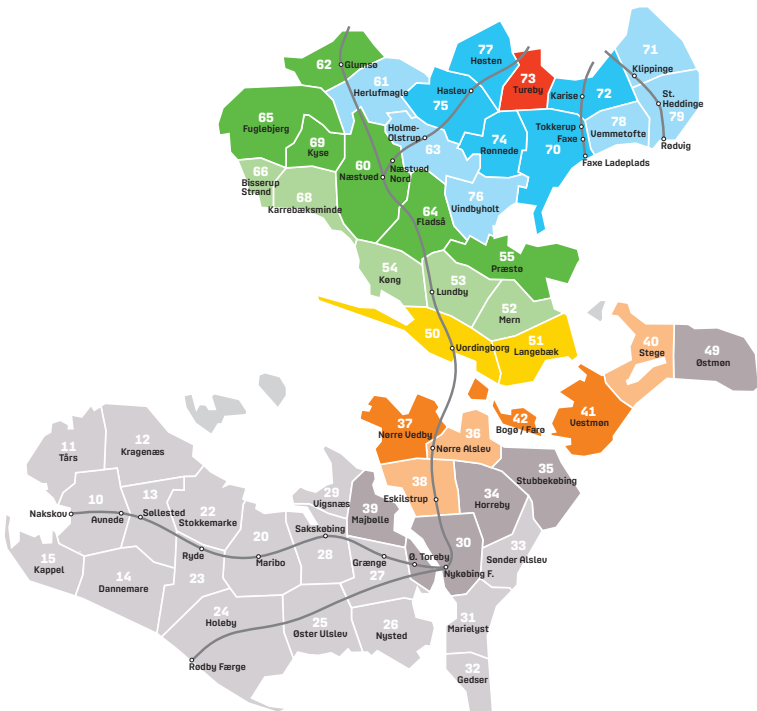 77
Høsten
71
Klippinge
62
Glumsø
61
Herlufmagle
73
Tureby
Haslev
75
Karise
72
St.
Heddinge
79
65
Fuglebjerg
Holme-
Olstrup
63
Tokkerup
Faxe
78
Vemmetofte
Rødvig
69
Kyse
60
Næstved
Næstved
Nord
74
Rønnede
70
Faxe Ladeplads
66
Bisserup
Strand
68
Karrebæksminde
76
Vindbyholt
64
Fladså
55
Præstø
54
Køng
53
Lundby
52
Mern
50
Vordingborg
51
Langebæk
40
Stege
49
Østmøn
37
Nørre Vedby
36
Nørre Alslev
42
Bogø / Farø
41
Vestmøn
11
Tårs
12
Kragenæs
38
Eskilstrup
35
Stubbekøbing
34
Horreby
10
Nakskov
Avnede
13
Søllested
22
Stokkemarke
29
Vigsnæs
39
Majbølle
20
Sakskøbing
30
33
Sønder Alslev
15
Kappel
14
Dannemare
Ryde
23
Maribo
28
Grænge
27
Ø. Toreby
Nykøbing F.
24
Holeby
25
Øster Ulslev
26
Nysted
31
Marielyst
Rødby Færge
32
Gedser